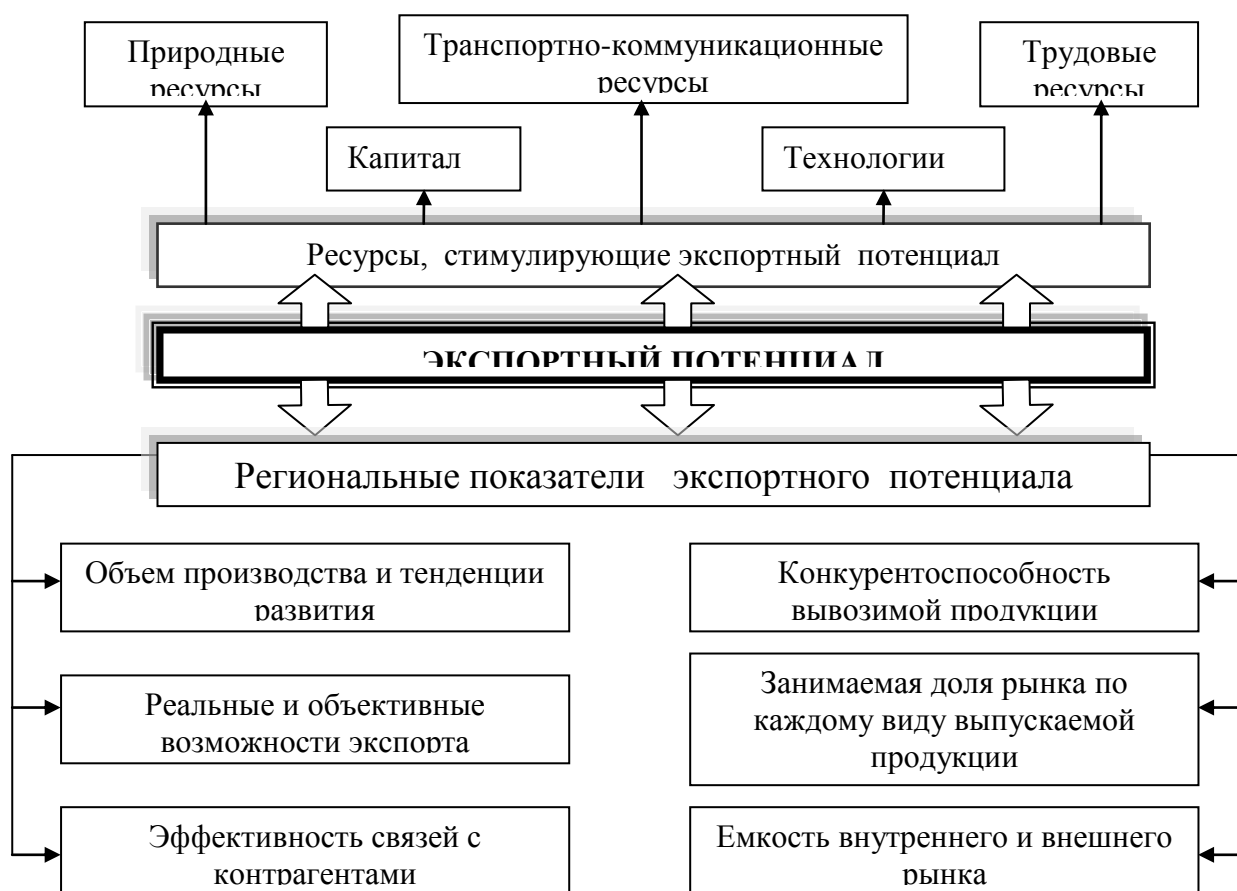 Природные
ресурсы
Транспортно-коммуникационные
ресурсы
Трудовые
ресурсы
Капитал
Технологии
Ресурсы, стимулирующие экспортный потенциал
ЭКСПОРТНЫЙ ПОТЕНЦИАЛ
Региональные показатели экспортного потенциала
Объем производства и тенденции
развития
Конкурентоспособность
вывозимой продукции
Реальные и объективные
возможности экспорта
Занимаемая доля рынка по
каждому виду выпускаемой
продукции
Эффективность связей с
контрагентами
Емкость внутреннего и внешнего
рынка